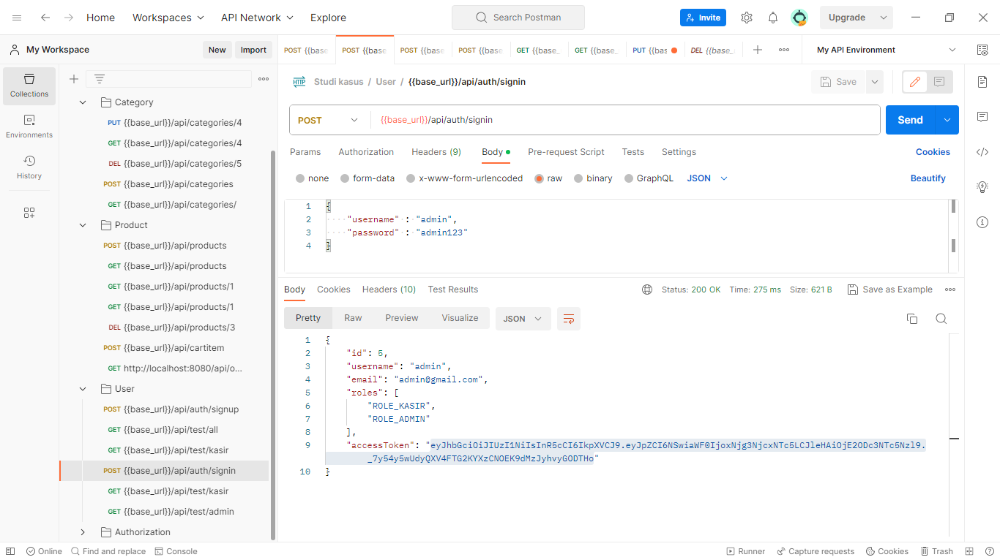 Home Workspaces API Network Explore Search Postman Invite Upgrade
My Workspace New Import POST {{base POST {{base POST {{base POST {{base GET {{base_ GET {{base_ PUT {{bas DEL {{base_ My API Environment
Collections
Environments
History
Category
PUT {{base_url}}/api/categories/4
GET {{base_url}}/api/categories/4
DEL {{base_url}}/api/categories/5
POST {{base_url}}/api/categories
GET {{base_url}}/api/categories/
Product
POST {{base_url}}/api/products
GET {{base_url}}/api/products
GET {{base_url}}/api/products/1
GET {{base_url}}/api/products/1
DEL {{base_url}}/api/products/3
POST {{base_url}}/api/cartitem
GET http://localhost:8080/api/o...
User
POST {{base_url}}/api/auth/signup
GET {{base_url}}/api/test/all
GET {{base_url}}/api/test/kasir
POST {{base_url}}/api/auth/signin
GET {{base_url}}/api/test/kasir
GET {{base_url}}/api/test/admin
Authorization
HTTP Studi kasus / User / {{base_url}}/api/auth/signin Save
POST {{base_url}}/api/auth/signin Send
Params Authorization Headers (9) Body Pre-request Script Tests Settings Cookies
none form-data x-www-form-urlencoded raw binary GraphQL JSON Beautify
1 {
2 "username" : "admin",
3 "password" : "admin123"
4 }
Body Cookies Headers (10) Test Results Status: 200 OK Time: 275 ms Size: 621 B Save as Example
Pretty Raw Preview Visualize JSON
1 {
2 "id": 5,
3 "username": "admin",
4 "email": "admin@gmail.com",
5 "roles": [
6 "ROLE_KASIR",
7 "ROLE_ADMIN"
8 ],
9 "accessToken": "eyJhbGciOiJIUzI1NiIsInR5cCI6IkpXVCJ9.eyJpZCI6NSwiaWF0IjoxNjg3NjcxNTc5LCJleHAiOjE2ODc3NTc5Nzl9.
_7y54y5wUdyQXV4FTG2KYXzCNOEK9dMzJyhvyGODTHo"
10 }
Online Find and replace Console Runner Capture requests Cookies Trash